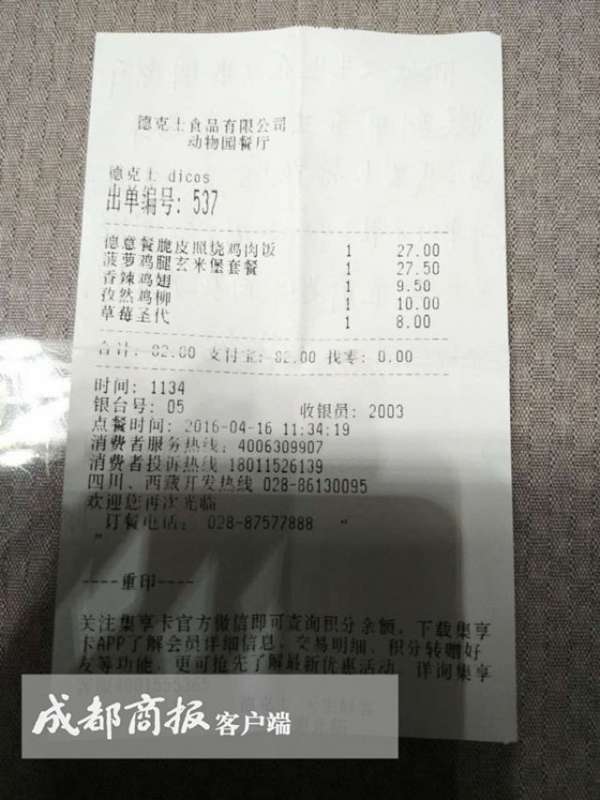 德克士食品有限公司
动物园餐厅
德克士 dicos
出单编号: 537
德意餐脆皮照烧鸡肉饭 1 27.00
菠萝鸡腿玄米堡套餐 1 27.50
香辣鸡翅 1 9.50
孜然鸡柳 1 10.00
草莓圣代 1 8.00
合计: 82.00 支付宝: 82.00 找零: 0.00
时间: 1134
银台号: 05 收银员: 2003
点餐时间: 2016-04-16 11:34:19
消费者服务热线: 4006309907
消费者投诉热线 18011526139
四川、西藏开发热线 028-86130095
欢迎您再次光临
订餐电话: 028-87577888 "
"
----重印----
关注集享卡官方微信即可查询积分余额, 下载集享
卡APP了解会员详细信息、交易明细、积分转赠好
友等功能, 更可抢先了解最新优惠活动, 详询集享
成都商报客户端